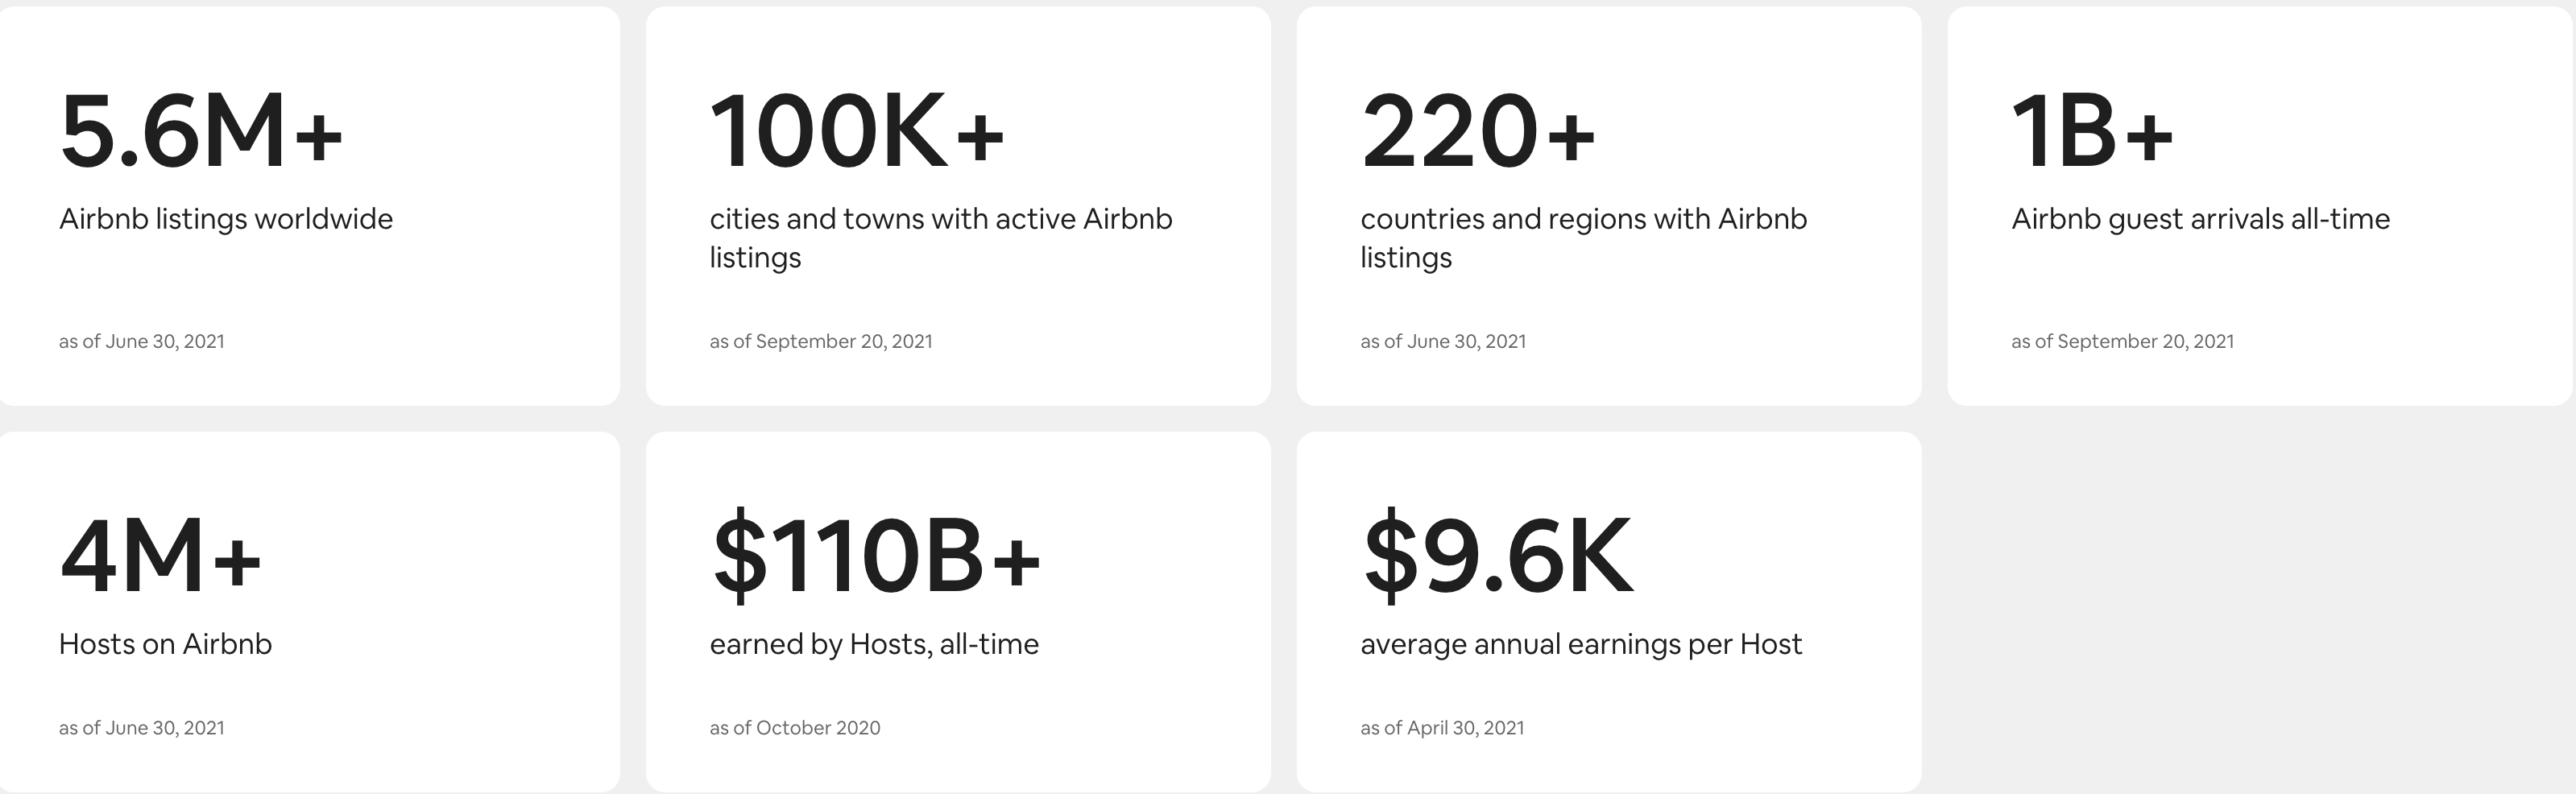 5.6M+
Airbnb listings worldwide
as of June 30, 2021
100K+
cities and towns with active Airbnb
listings
as of September 20, 2021
220+
countries and regions with Airbnb
listings
as of June 30, 2021
1B+
Airbnb guest arrivals all-time
as of September 20, 2021
4M+
Hosts on Airbnb
as of June 30, 2021
$110B+
earned by Hosts, all-time
as of October 2020
$9.6K
average annual earnings per Host
as of April 30, 2021